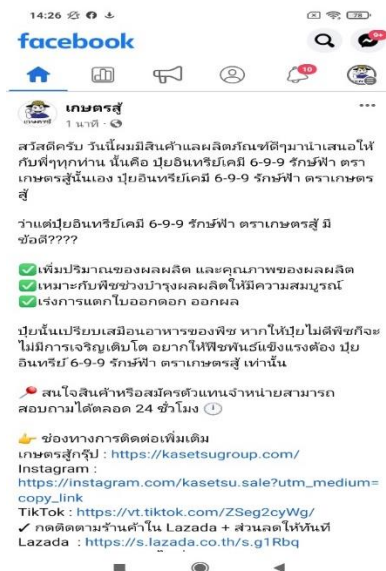 14:26
78
facebook
9+
10
เกษตรสู้
1 นาที ·
สวัสดีครับ วันนี้ผมมีสินค้าแลผลิตภัณฑ์ดีๆมานำเสนอให้
กับพี่ๆทุกท่าน นั้นคือ ปุ๋ยอินทรีย์เคมี 6-9-9 รักษ์ฟ้า ตรา
เกษตรสู้นั้นเอง ปุ๋ยอินทรีย์เคมี 6-9-9 รักษ์ฟ้า ตราเกษตร
สู้
ว่าแต่ปุ๋ยอินทรีย์เคมี 6-9-9 รักษ์ฟ้า ตราเกษตรสู้ มี
ข้อดี????
✅เพิ่มปริมาณของผลผลิต และคุณภาพของผลผลิต
✅เหมาะกับพืชช่วยบำรุงผลผลิตให้มีความสมบูรณ์
✅เร่งการแตกใบออกดอก ออกผล
ปุ๋ยนั้นเปรียบเสมือนอาหารของพืช หากให้ปุ๋ยไม่ดีพืชก็จะ
ไม่มีการเจริญเติบโต อยากให้พืชพันธ์แข็งแรงต้อง ปุ๋ย
อินทรีย์ 6-9-9 รักษ์ฟ้า ตราเกษตรสู้ เท่านั้น
📌 สนใจสินค้าหรือสมัครตัวแทนจำหน่ายสามารถ
สอบถามได้ตลอด 24 ชั่วโมง 🕛
👉 ช่องทางการติดต่อเพิ่มเติม
เกษตรสู้กรุ๊ป : https://kasetsugroup.com/
Instagram :
https://instagram.com/kasetsu.sale?utm_medium=
copy_link
TikTok : https://vt.tiktok.com/ZSeg2cyWg/
✓ กดติดตามร้านค้าใน Lazada + ส่วนลดให้ทันที
Lazada : https://s.lazada.co.th/s.g1Rbq